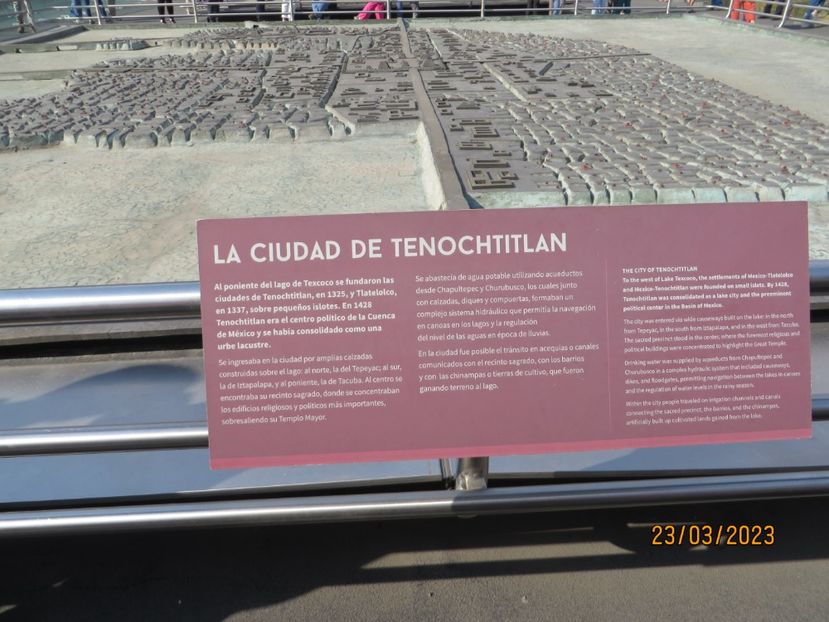 LA CIUDAD DE TENOCHTITLAN
Al poniente del lago de Texcoco se fundaron las
ciudades de Tenochtitlan, en 1325, y Tlatelolco,
en 1337, sobre pequeños islotes. En 1428
Tenochtitlan era el centro político de la Cuenca
de México y se había consolidado como una
urbe lacustre.
Se ingresaba en la ciudad por amplias calzadas
construidas sobre el lago: al norte, la del Tepeyac; al sur,
la de Iztapalapa, y al poniente, la de Tacuba. Al centro se
encontraba su recinto sagrado, donde se concentraban
los edificios religiosos y políticos más importantes,
sobresaliendo su Templo Mayor.
Se abastecía de agua potable utilizando acueductos
desde Chapultepec y Churubusco, los cuales junto
con calzadas, diques y compuertas, formaban un
complejo sistema hidráulico que permitía la navegación
en canoas en los lagos y la regulación
del nivel de las aguas en época de lluvias.
En la ciudad fue posible el tránsito en acequias o canales
comunicados con el recinto sagrado, con los barrios
y con las chinampas o tierras de cultivo, que fueron
ganando terreno al lago.
THE CITY OF TENOCHTITLAN
To the west of Lake Texcoco, the settlements of Mexico-Tlatelolco
and Mexico-Tenochtitlan were founded on small islets. By 1428,
Tenochtitlan was consolidated as a lake city and the preeminent
political center in the Basin of Mexico.
The city was entered via wide causeways built on the lake: in the north
from Tepeyac, in the south from Iztapalapa, and in the west from Tacuba.
The sacred precinct stood in the center, where the foremost religious and
political buildings were concentrated to highlight the Great Temple.
Drinking water was supplied by aqueducts from Chapultepec and
Churubusco in a complex hydraulic system that included causeways,
dikes, and floodgates, permitting navigation between the lakes in canoes
and the regulation of water levels in the rainy season.
Within the city people traveled on irrigation channels and canals
connecting the sacred precinct, the barrios, and the chinampas,
artificially built up cultivated lands gained from the lake.
23/03/2023